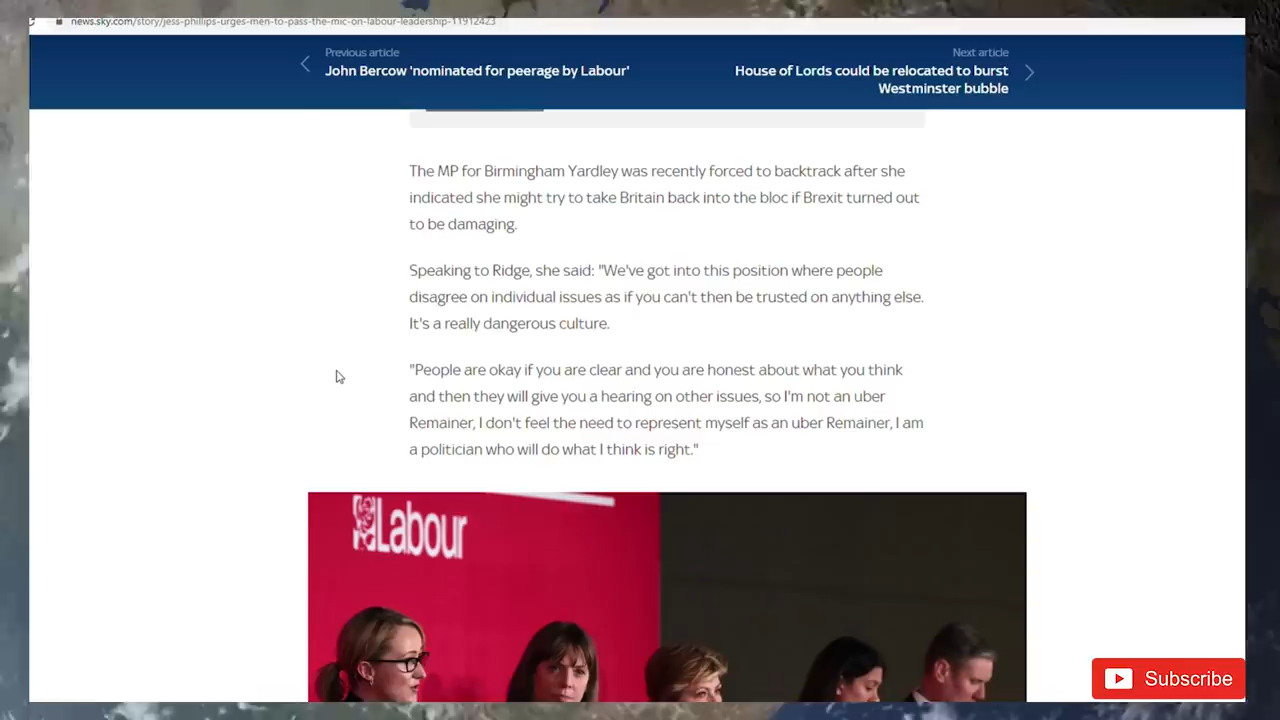 news.sky.com/story/jess-phillips-urges-men-to-pass-the-mic-on-labour-leadership-11912423
Previous article
John Bercow 'nominated for peerage by Labour'
Next article
House of Lords could be relocated to burst
Westminster bubble
The MP for Birmingham Yardley was recently forced to backtrack after she
indicated she might try to take Britain back into the bloc if Brexit turned out
to be damaging.
Speaking to Ridge, she said: "We've got into this position where people
disagree on individual issues as if you can't then be trusted on anything else.
It's a really dangerous culture.
"People are okay if you are clear and you are honest about what you think
and then they will give you a hearing on other issues, so I'm not an uber
Remainer, I don't feel the need to represent myself as an uber Remainer, I am
a politician who will do what I think is right."
Labour
Subscribe